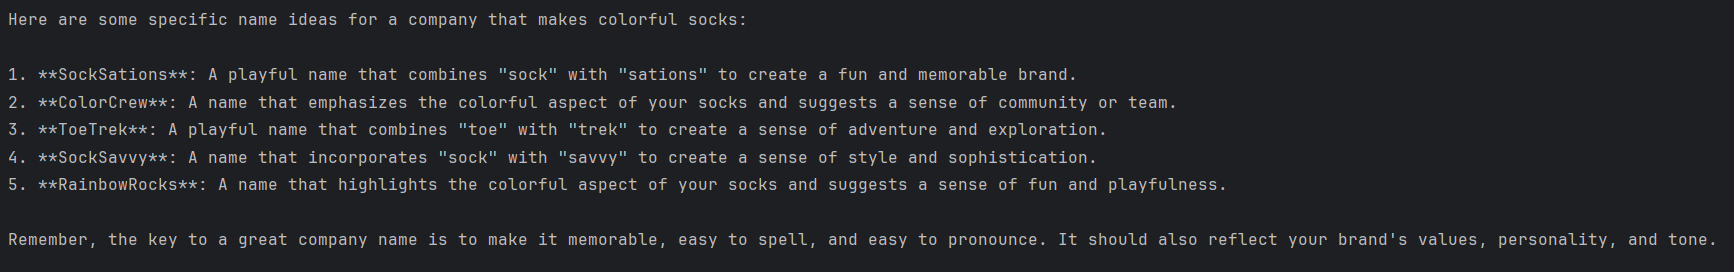 Here are some specific name ideas for a company that makes colorful socks:
1. **SockSations**: A playful name that combines "sock" with "sations" to create a fun and memorable brand.
2. **ColorCrew**: A name that emphasizes the colorful aspect of your socks and suggests a sense of community or team.
3. **ToeTrek**: A playful name that combines "toe" with "trek" to create a sense of adventure and exploration.
4. **SockSavvy**: A name that incorporates "sock" with "savvy" to create a sense of style and sophistication.
5. **RainbowRocks**: A name that highlights the colorful aspect of your socks and suggests a sense of fun and playfulness.
Remember, the key to a great company name is to make it memorable, easy to spell, and easy to pronounce. It should also reflect your brand's values, personality, and tone.